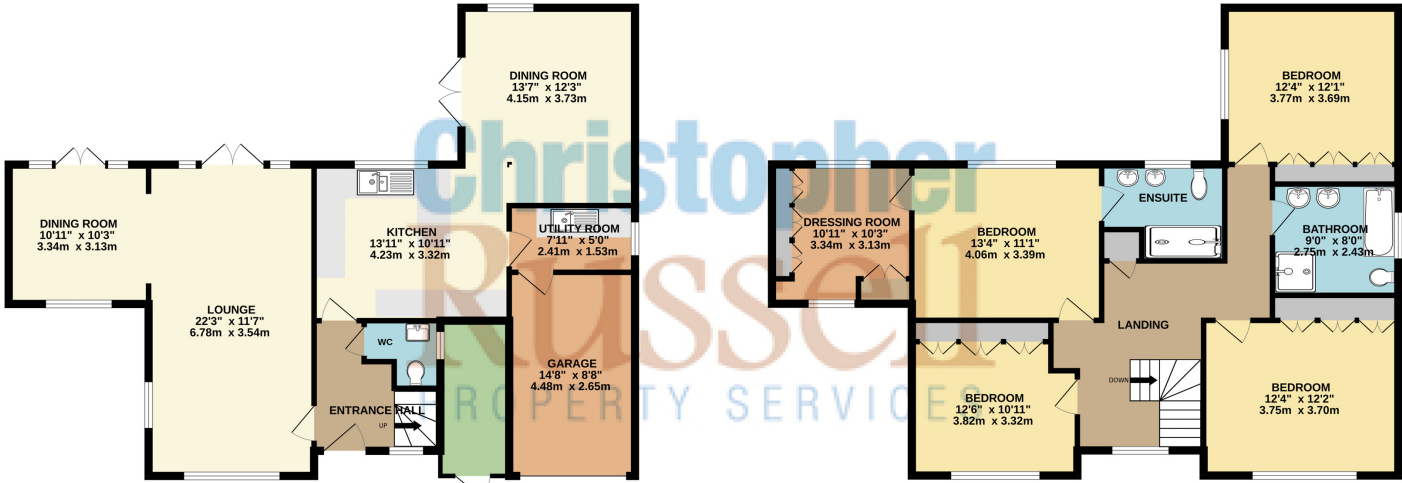 DINING ROOM
13'7" x 12'3"
4.15m x 3.73m
DINING ROOM
10'11" x 10'3"
3.34m x 3.13m
LOUNGE
22'3" x 11'7"
6.78m x 3.54m
KITCHEN
13'11" x 10'11"
4.23m x 3.32m
UTILITY ROOM
7'11" x 5'0"
2.41m x 1.53m
WC
ENTRANCE HALL
UP
GARAGE
14'8" x 8'8"
4.48m x 2.65m
BEDROOM
12'4" x 12'1"
3.77m x 3.69m
DRESSING ROOM
10'11" x 10'3"
3.34m x 3.13m
BEDROOM
13'4" x 11'1"
4.06m x 3.39m
ENSUITE
BATHROOM
9'0" x 8'0"
2.75m x 2.43m
LANDING
DOWN
BEDROOM
12'6" x 10'11"
3.82m x 3.32m
BEDROOM
12'4" x 12'2"
3.75m x 3.70m
Christopher
Russell
PROPERTY SERVICES